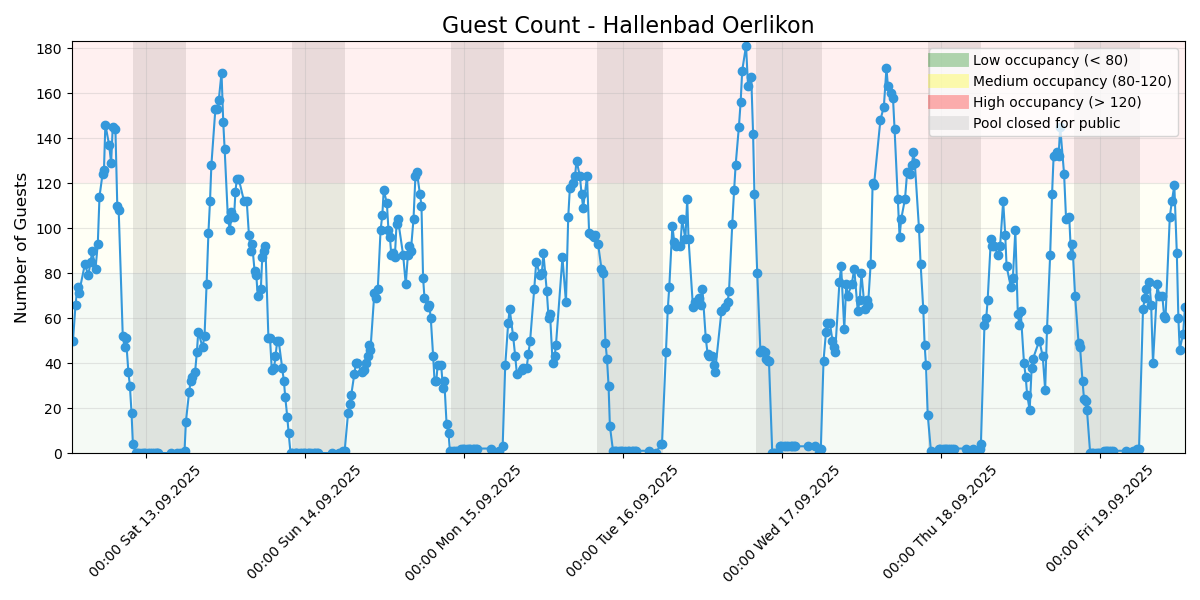 Guest Count - Hallenbad Oerlikon
Number of Guests
180
160
140
120
100
80
60
40
20
0
Low occupancy (< 80)
Medium occupancy (80-120)
High occupancy (> 120)
Pool closed for public
00:00 Sat 13.09.2025
00:00 Sun 14.09.2025
00:00 Mon 15.09.2025
00:00 Tue 16.09.2025
00:00 Wed 17.09.2025
00:00 Thu 18.09.2025
00:00 Fri 19.09.2025